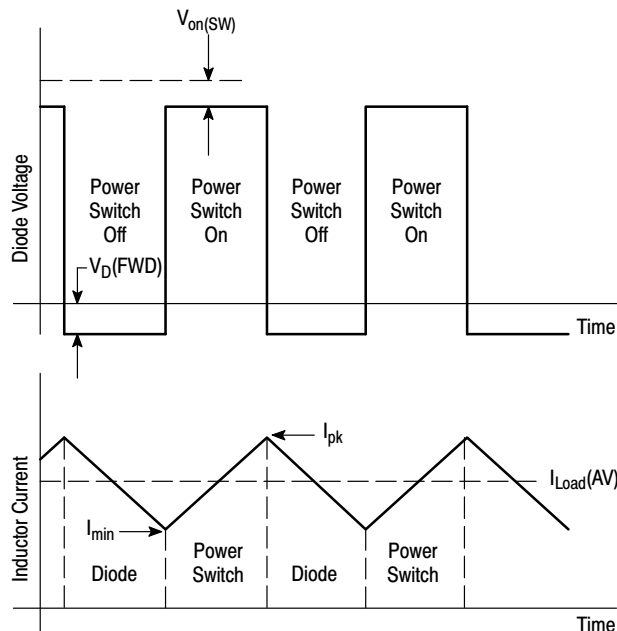 Von(SW)
Diode Voltage
Power
Switch
Off
Power
Switch
On
Power
Switch
Off
Power
Switch
On
VD(FWD)
Time
Inductor Current
Ipk
ILoad(AV)
Imin
Diode
Power
Switch
Diode
Power
Switch
Time